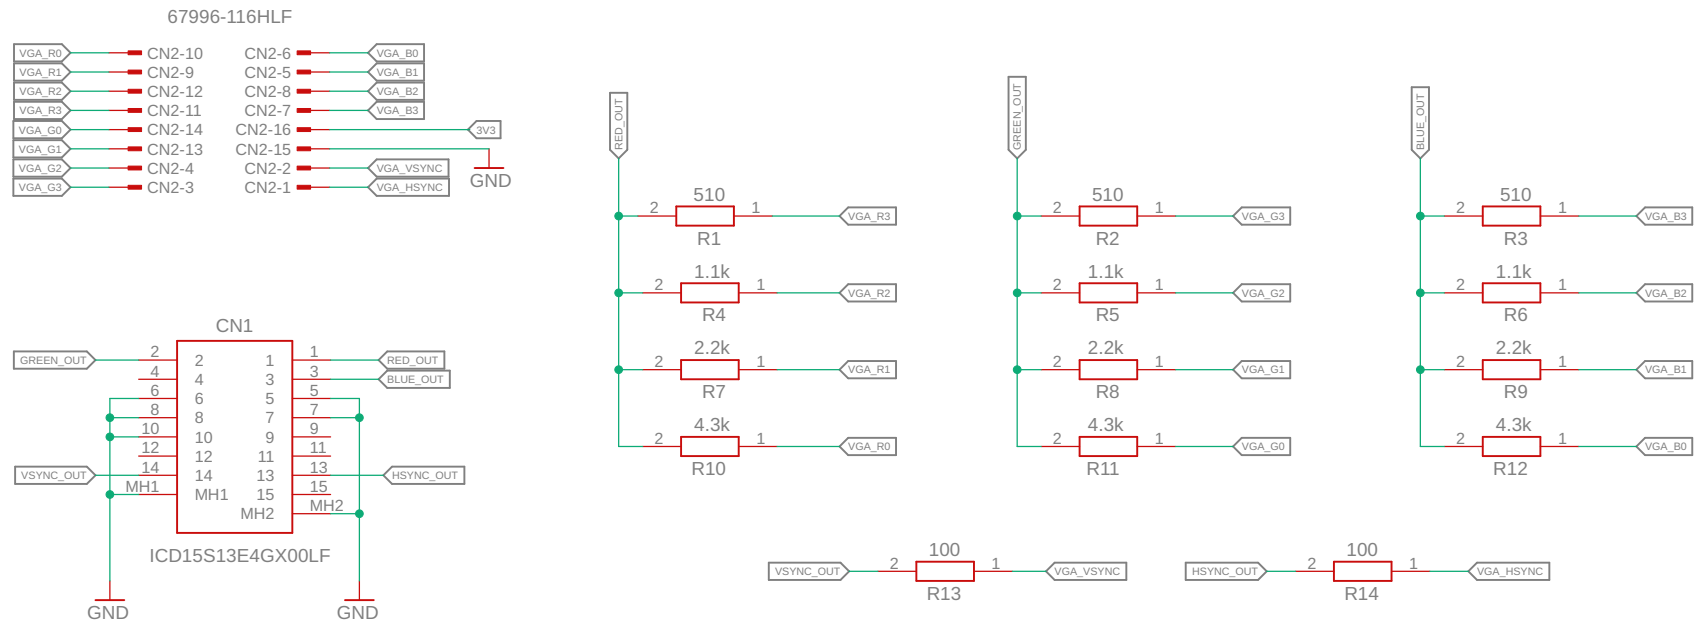 67996-116HLF
VGA_R0 CN2-10 CN2-6 VGA_B0
VGA_R1 CN2-9 CN2-5 VGA_B1
VGA_R2 CN2-12 CN2-8 VGA_B2
VGA_R3 CN2-11 CN2-7 VGA_B3
VGA_G0 CN2-14 CN2-16 3V3
VGA_G1 CN2-13 CN2-15
VGA_G2 CN2-4 CN2-2 VGA_VSYNC
VGA_G3 CN2-3 CN2-1 VGA_HSYNC
GND
CN1
GREEN_OUT 2 2 1 1 RED_OUT
4 4 3 3 BLUE_OUT
6 6 5 5
8 8 7 7
10 10 9 9
12 12 11 11
VSYNC_OUT 14 14 13 13 HSYNC_OUT
MH1 MH1 15 15
MH2 MH2
ICD15S13E4GX00LF
GND GND
RED_OUT
2 510 1 VGA_R3
R1
2 1.1k 1 VGA_R2
R4
2 2.2k 1 VGA_R1
R7
2 4.3k 1 VGA_R0
R10
GREEN_OUT
2 510 1 VGA_G3
R2
2 1.1k 1 VGA_G2
R5
2 2.2k 1 VGA_G1
R8
2 4.3k 1 VGA_G0
R11
BLUE_OUT
2 510 1 VGA_B3
R3
2 1.1k 1 VGA_B2
R6
2 2.2k 1 VGA_B1
R9
2 4.3k 1 VGA_B0
R12
VSYNC_OUT 2 100 1 VGA_VSYNC
R13
HSYNC_OUT 2 100 1 VGA_HSYNC
R14